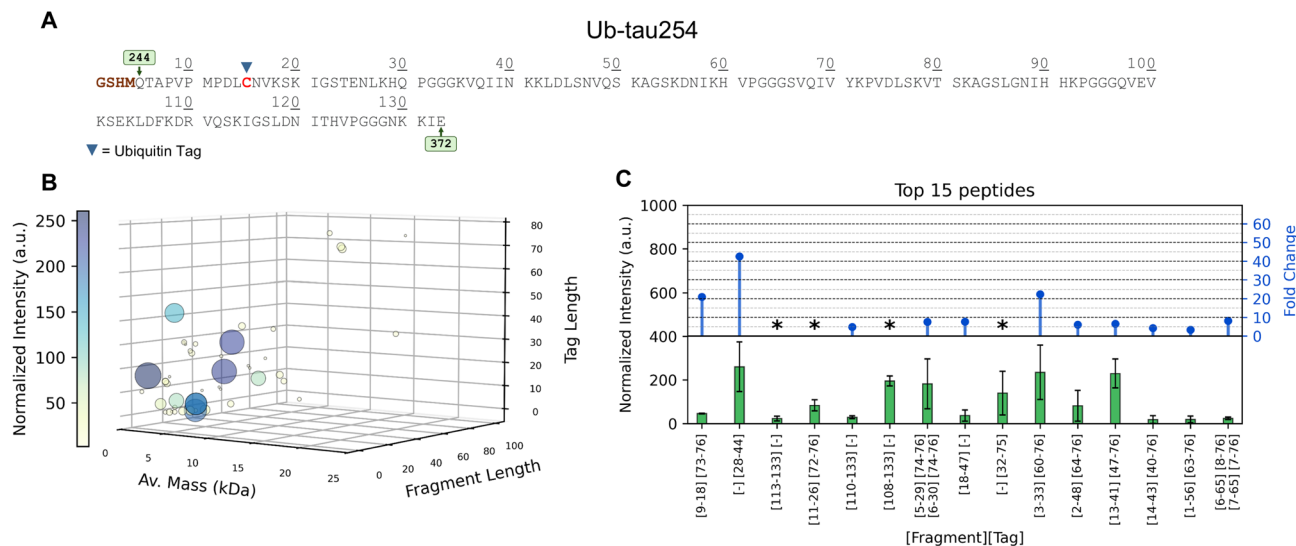 A
Ub-tau254
244
10 20 30 40 50 60 70 80 90 100
GSHMQTAPVP MPDLCNVKSK IGSTENLKHQ PGGGKVQIIN KKLDLSNVQS KAGSKDNIKH VPGGGSVQIV YKPVDLSKVT SKAGSLGNIH HKPGGGQVEV
110 120 130
KSEKLDFKDR VQSKIGSLDN ITHVPGGGNK KIE
372
= Ubiquitin Tag
B
Normalized Intensity (a.u.)
250
200
150
100
50
80
70
60
50
40
30
20
10
0
Tag Length
0 5 10 15 20 25
Av. Mass (kDa)
0 20 40 60 80 100
Fragment Length
C
Top 15 peptides
Normalized Intensity (a.u.)
1000
800
600
400
200
0
60
50
40
30
20
10
0
Fold Change
* * * *
[9-18] [73-76]
[-] [28-44]
[113-133] [-]
[11-26] [72-76]
[110-133] [-]
[108-133] [-]
[5-29] [74-76]
[6-30] [74-76]
[18-47] [-]
[-] [32-75]
[3-33] [60-76]
[2-48] [64-76]
[13-41] [47-76]
[14-43] [40-76]
[1-56] [63-76]
[6-65] [8-76]
[7-65] [7-76]
[Fragment][Tag]